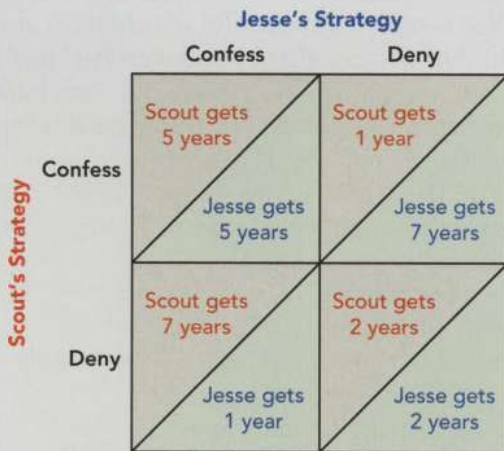 Jesse's Strategy
Confess
Deny
Scout's Strategy
Confess
Scout gets
5 years
Jesse gets
5 years
Scout gets
1 year
Jesse gets
7 years
Deny
Scout gets
7 years
Jesse gets
1 year
Scout gets
2 years
Jesse gets
2 years